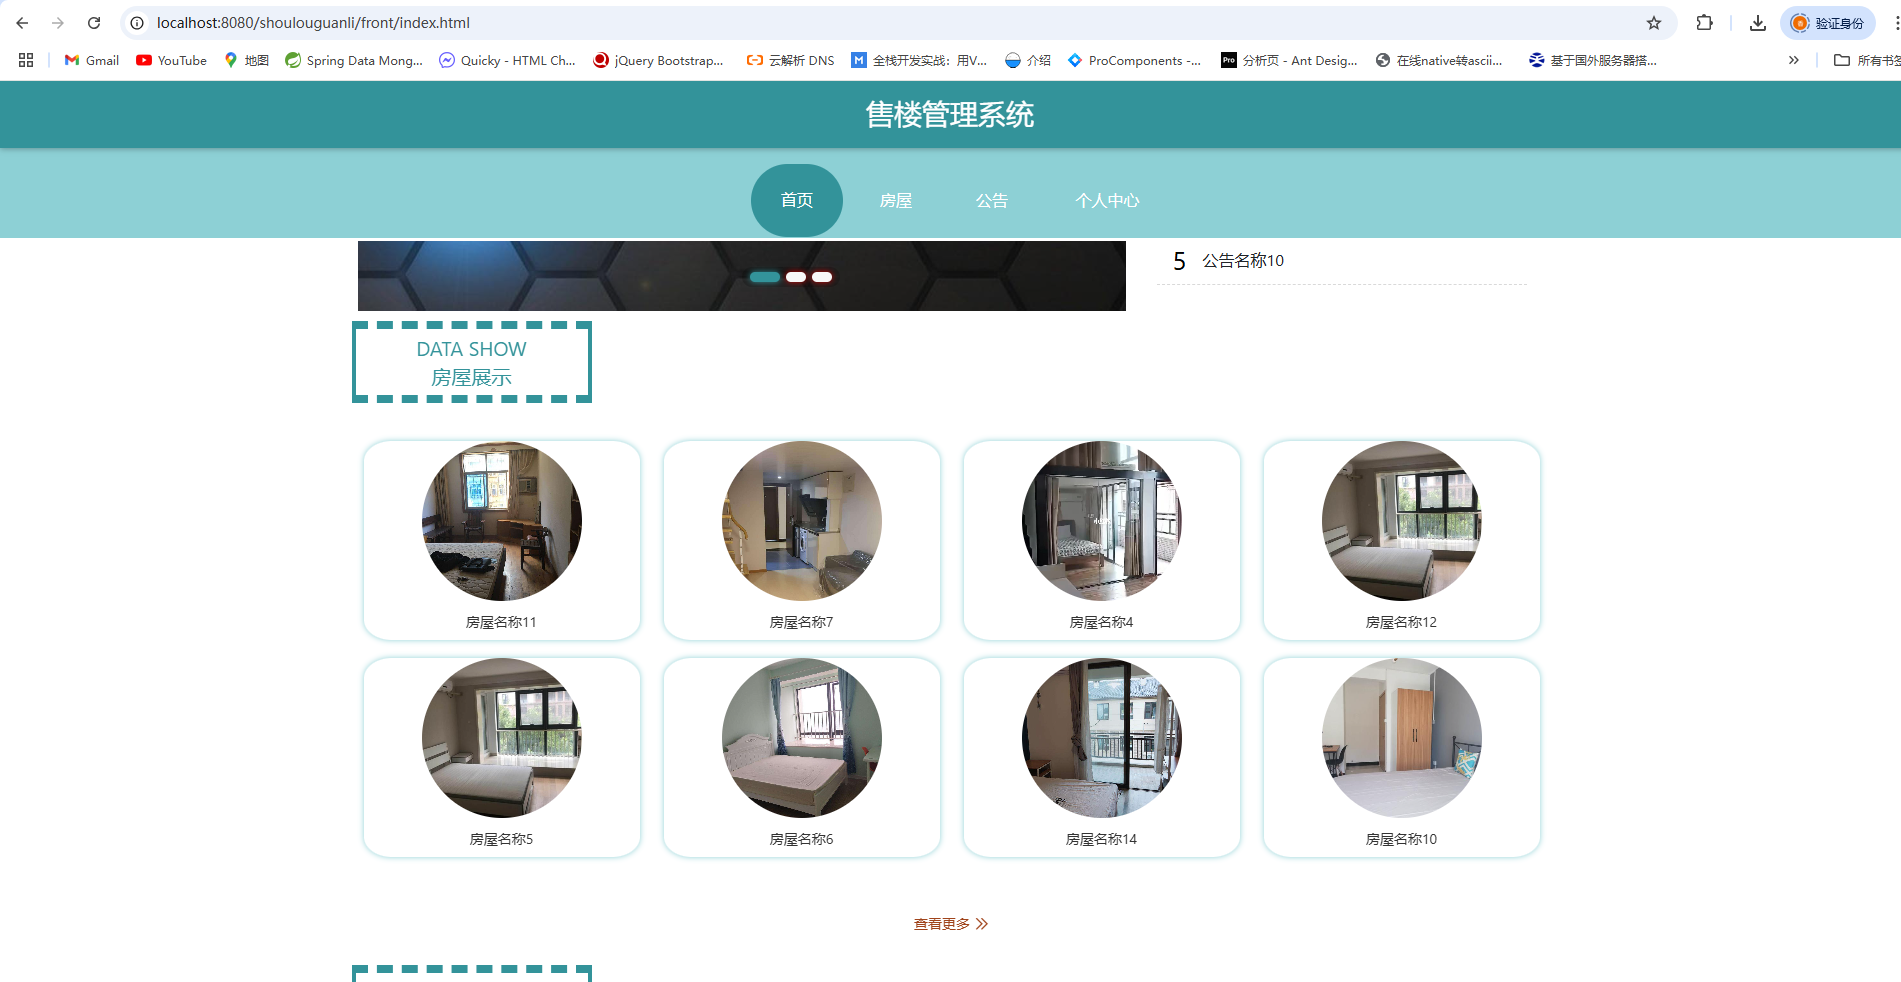 localhost:8080/shoulouguanli/front/index.html
验证身份
Gmail
YouTube
地图
Spring Data Mong...
Quicky - HTML Ch...
jQuery Bootstrap...
云解析 DNS
全栈开发实战：用V...
介绍
ProComponents -...
Pro
分析页 - Ant Desig...
在线native转ascii...
基于国外服务器搭...
所有书签
售楼管理系统
首页
房屋
公告
个人中心
5 公告名称10
DATA SHOW
房屋展示
房屋名称11
房屋名称7
房屋名称4
房屋名称12
房屋名称5
房屋名称6
房屋名称14
房屋名称10
查看更多